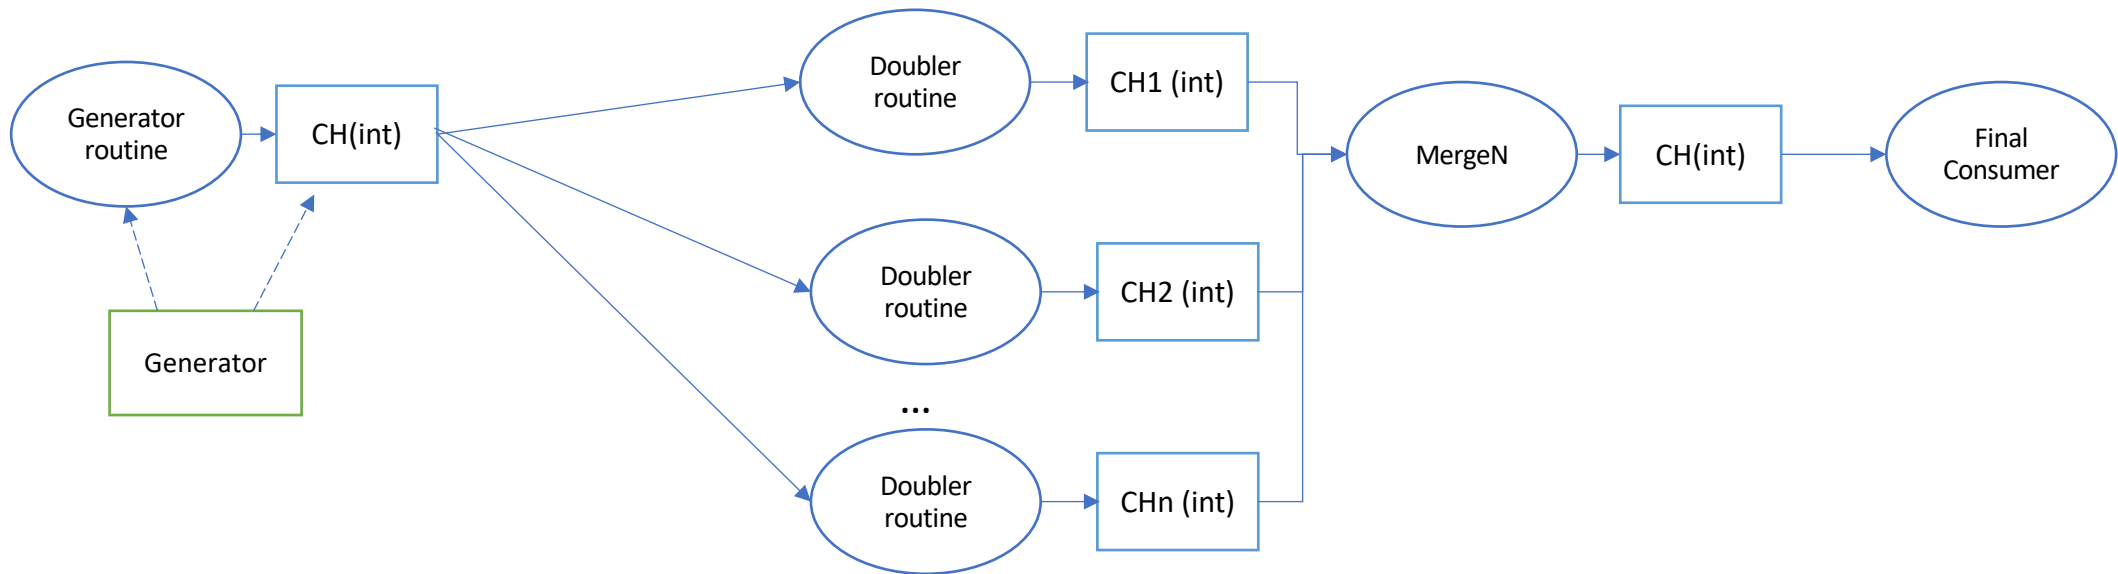 Generator
routine
CH(int)
Doubler
routine
CH1 (int)
MergeN
CH(int)
Final
Consumer
Doubler
routine
CH2 (int)
Generator
...
Doubler
routine
CHn (int)